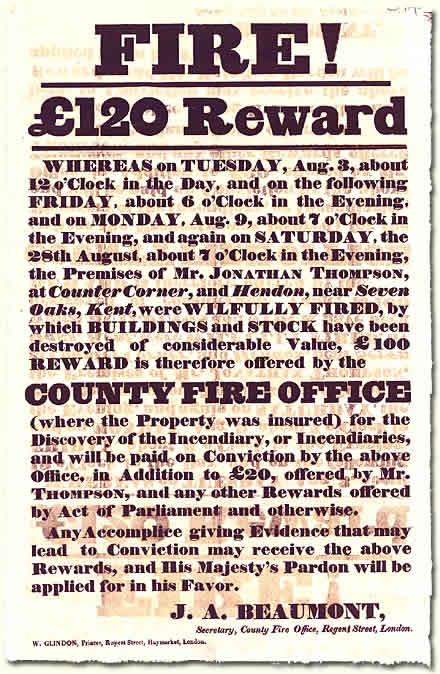 FIRE!
£120 Reward
WHEREAS on TUESDAY, Aug. 3, about
12 o'Clock in the Day, and on the following
FRIDAY, about 6 o'Clock in the Evening,
and on MONDAY, Aug. 9, about 7 o'Clock in
the Evening, and again on SATURDAY, the
28th August, about 7 o'Clock in the Evening,
the Premises of Mr. JONATHAN THOMPSON,
at Counter Corner, and Hendon, near Seven
Oaks, Kent, were WILFULLY FIRED, by
which BUILDINGS and STOCK have been
destroyed of considerable Value, £100
REWARD is therefore offered by the
COUNTY FIRE OFFICE
(where the Property was insured) for the
Discovery of the Incendiary, or Incendiaries,
and will be paid, on Conviction by the above
Office, in Addition to £20, offered by Mr.
THOMPSON, and any other Rewards offered
by Act of Parliament and otherwise.
Any Accomplice giving Evidence that may
lead to Conviction may receive the above
Rewards, and His Majesty's Pardon will be
applied for in his Favor.
J. A. BEAUMONT,
Secretary, County Fire Office, Regent Street, London.
W. GLINDON, Printer, Rupert Street, Haymarket, London.